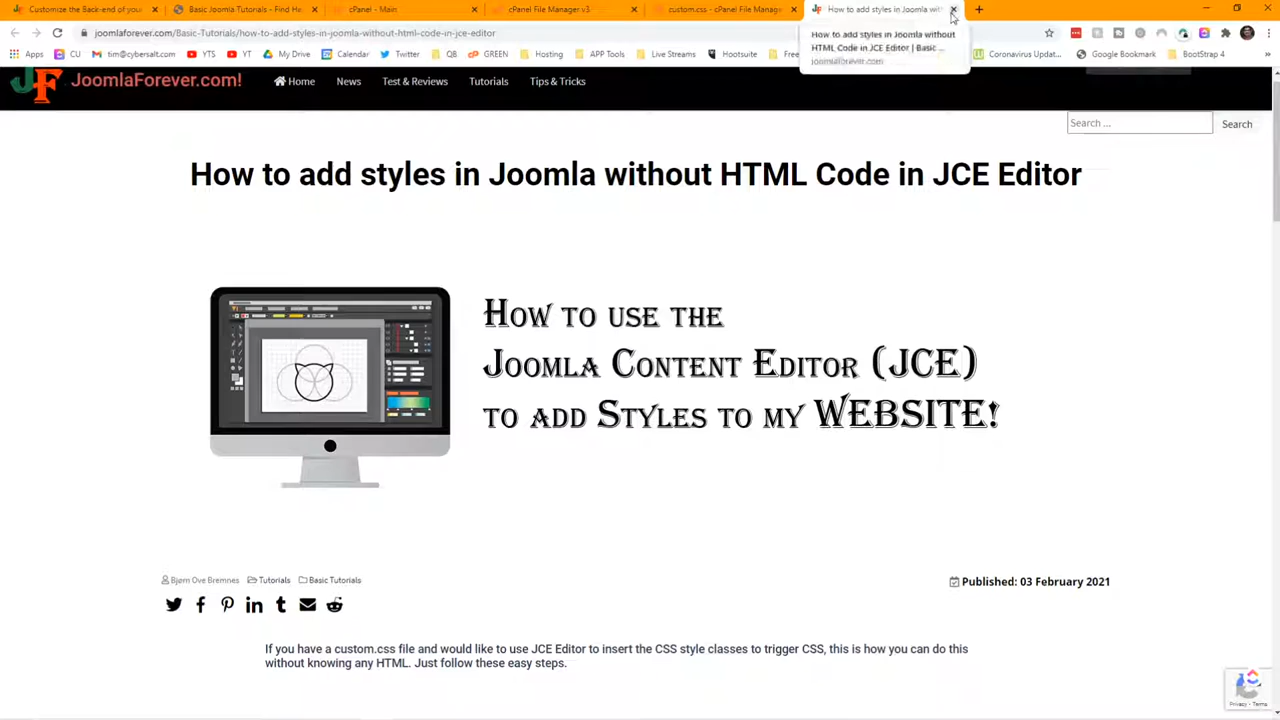 Customize the Back-end of your
Basic Joomla Tutorials - Find He
cPanel - Main
cPanel File Manager v3
custom.css - cPanel File Manag
How to add styles in Joomla with
joomlaforever.com/Basic-Tutorials/how-to-add-styles-in-joomla-without-html-code-in-jce-editor
How to add styles in Joomla without
HTML Code in JCE Editor | Basic ...
joomlaforever.com
Apps
CU
tim@cybersalt.com
YTS
YT
My Drive
Calendar
Twitter
QB
GREEN
Hosting
APP Tools
Live Streams
Hootsuite
Free
Coronavirus Updat...
Google Bookmark
BootStrap 4
JF JoomlaForever.com!
Home
News
Test & Reviews
Tutorials
Tips & Tricks
Search ...
Search
How to add styles in Joomla without HTML Code in JCE Editor
How to use the
Joomla Content Editor (JCE)
to add Styles to my WEBSITE!
Bjørn Ove Bremnes
Tutorials
Basic Tutorials
Published: 03 February 2021
If you have a custom.css file and would like to use JCE Editor to insert the CSS style classes to trigger CSS, this is how you can do this
without knowing any HTML. Just follow these easy steps.
Privacy - Terms